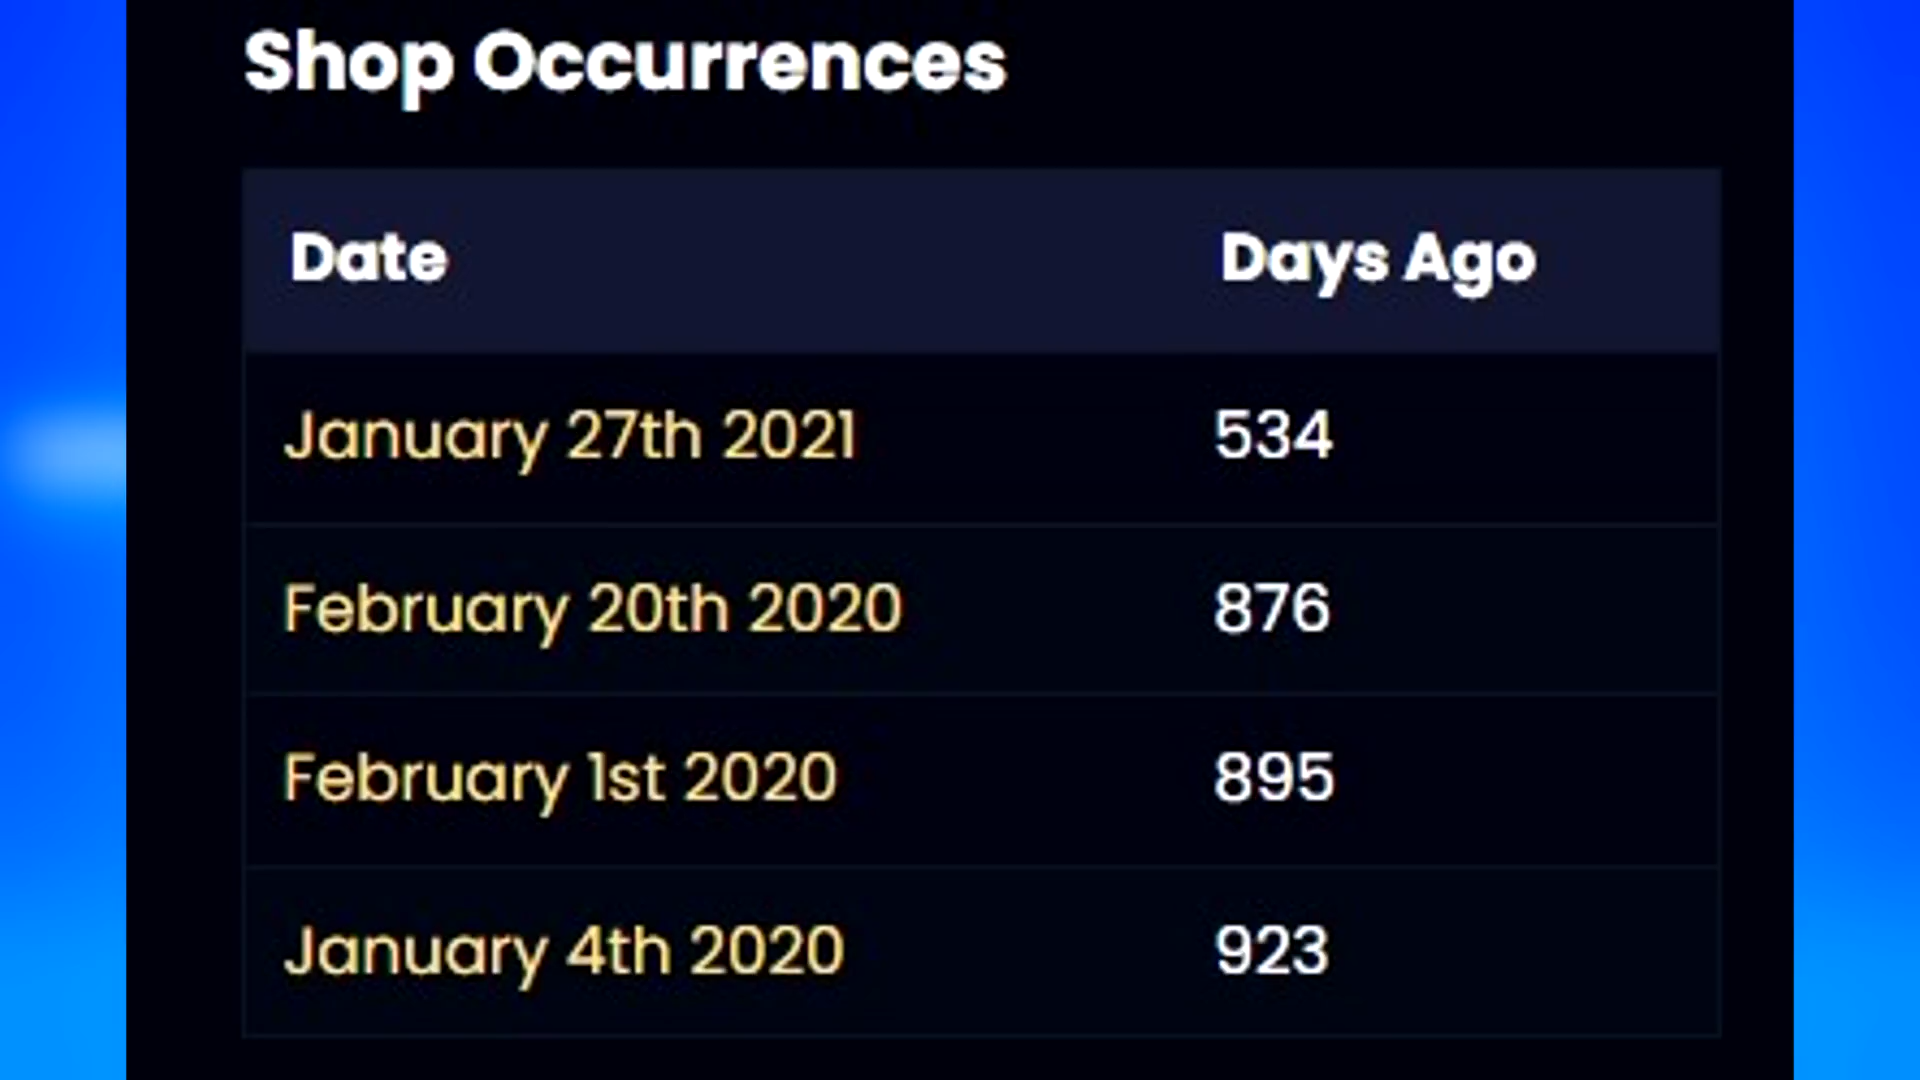 Shop Occurrences
Date Days Ago
January 27th 2021 534
February 20th 2020 876
February 1st 2020 895
January 4th 2020 923